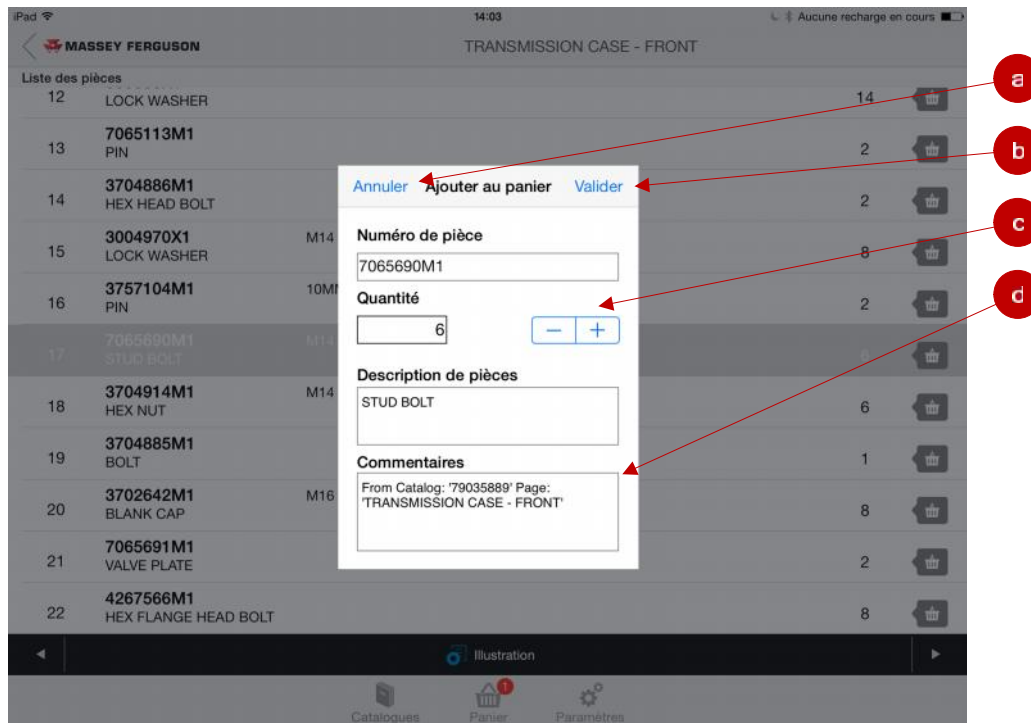 iPad 14:03 Aucune recharge en cours
MASSEY FERGUSON TRANSMISSION CASE - FRONT
Liste des pièces
12 LOCK WASHER 14
7065113M1
13 PIN 2
3704886M1
14 HEX HEAD BOLT 2
3004970X1 M14
15 LOCK WASHER 8
3757104M1
16 PIN 2
7065690M1 M14
17 STUD BOLT 6
3704914M1 M14
18 HEX NUT 6
3704885M1
19 BOLT 1
3702642M1 M16
20 BLANK CAP 8
7065691M1
21 VALVE PLATE 2
4267566M1
22 HEX FLANGE HEAD BOLT 8
Annuler Ajouter au panier Valider
Numéro de pièce
7065690M1
Quantité
6 − +
Description de pièces
STUD BOLT
Commentaires
From Catalog: '79035889' Page:
'TRANSMISSION CASE - FRONT'
Illustration
1
Catalogues Panier Paramètres
a
b
c
d